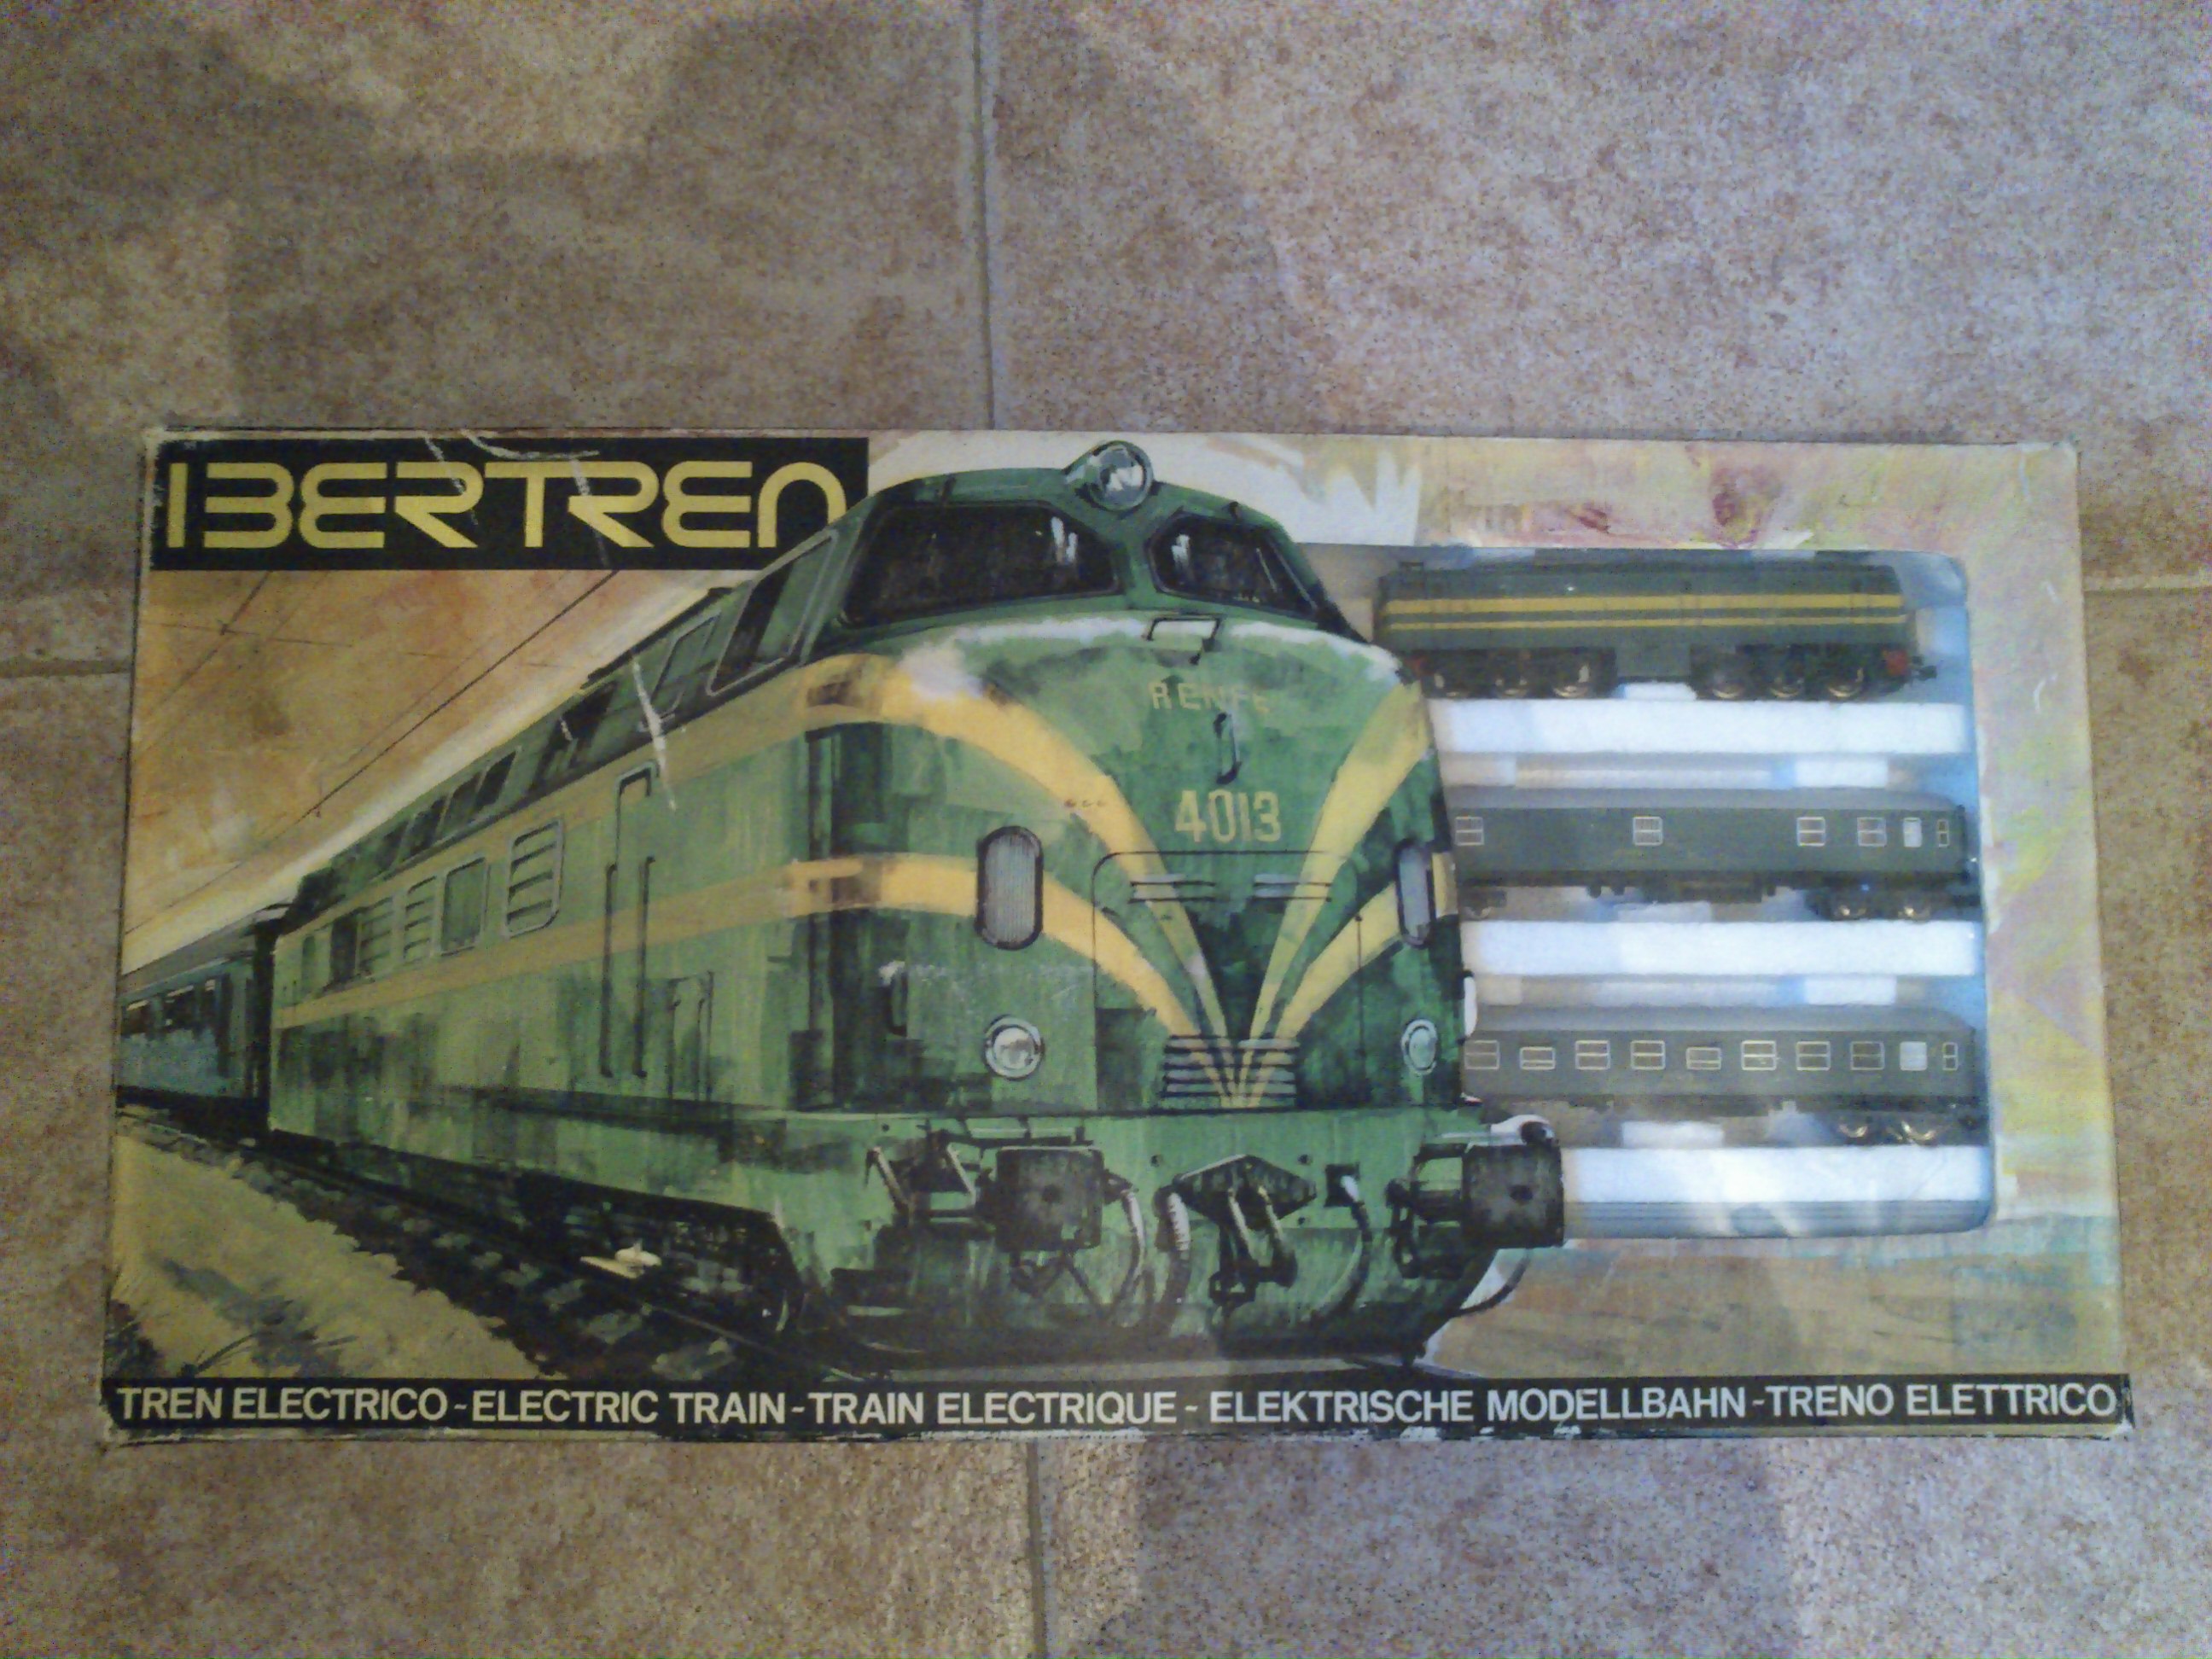 IBERTREN
RENFE
4013
TREN ELECTRICO-ELECTRIC TRAIN-TRAIN ELECTRIQUE-ELEKTRISCHE MODELLBAHN-TRENO ELETTRICO